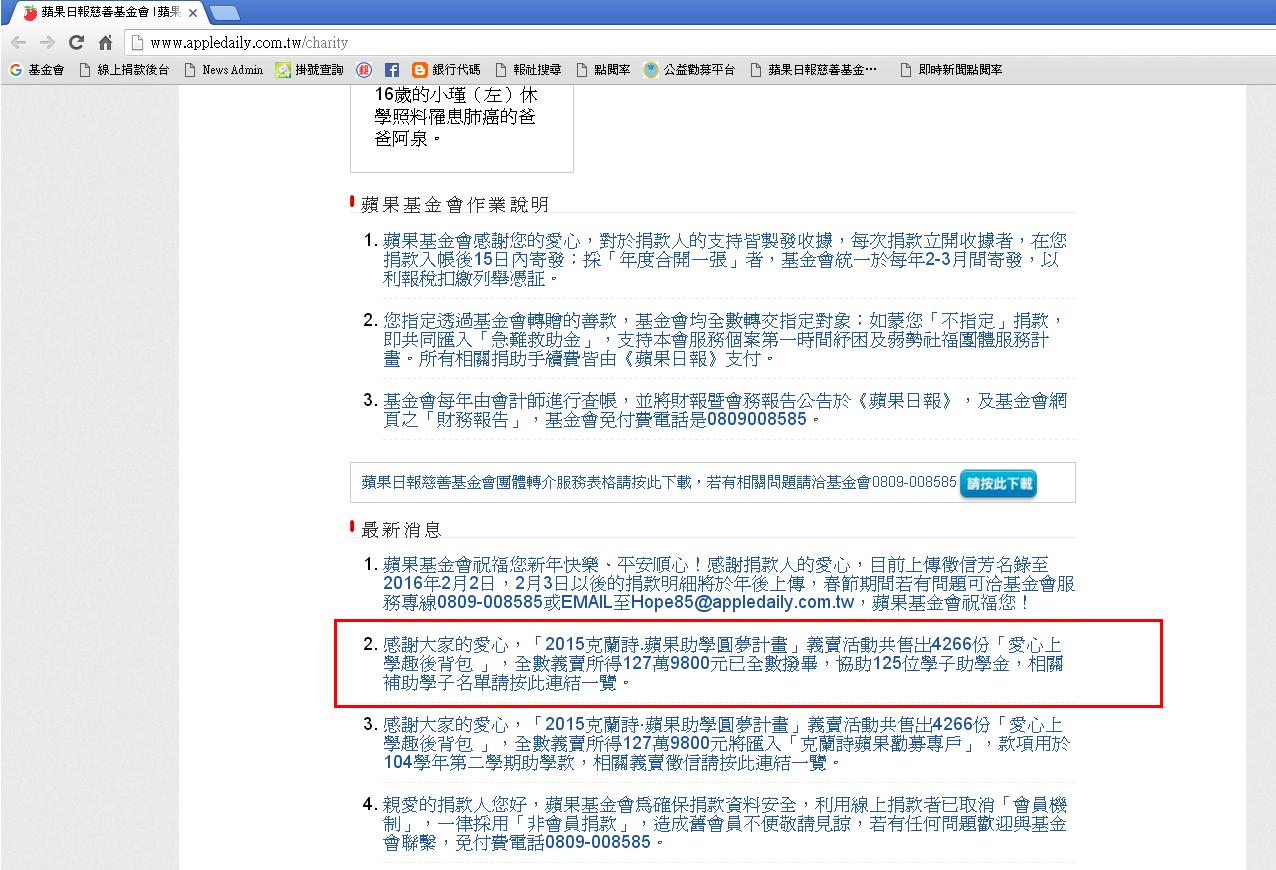 蘋果日報慈善基金會 | 蘋果
www.appledaily.com.tw/charity
基金會 線上捐款後台 News Admin 掛號查詢 銀行代碼 報社搜尋 點閱率 公益勸募平台 蘋果日報慈善基金… 即時新聞點閱率
16歲的小瑾（左）休
學照料罹患肺癌的爸
爸阿泉。
蘋果基金會作業說明
1. 蘋果基金會感謝您的愛心，對於捐款人的支持皆製發收據，每次捐款立開收據者，在您
捐款入帳後15日內寄發；採「年度合開一張」者，基金會統一於每年2-3月間寄發，以
利報稅扣繳列舉憑証。
2. 您指定透過基金會轉贈的善款，基金會均全數轉交指定對象；如蒙您「不指定」捐款，
即共同匯入「急難救助金」，支持本會服務個案第一時間紓困及弱勢社福團體服務計
畫。所有相關捐助手續費皆由《蘋果日報》支付。
3. 基金會每年由會計師進行查帳，並將財報暨會務報告公告於《蘋果日報》，及基金會網
頁之「財務報告」，基金會免付費電話是0809008585。
蘋果日報慈善基金會團體轉介服務表格請按此下載，若有相關問題請洽基金會0809-008585 請按此下載
最新消息
1. 蘋果基金會祝福您新年快樂、平安順心！感謝捐款人的愛心，目前上傳徵信芳名錄至
2016年2月2日，2月3日以後的捐款明細將於年後上傳，春節期間若有問題可洽基金會服
務專線0809-008585或EMAIL至Hope85@appledaily.com.tw，蘋果基金會祝福您！
2. 感謝大家的愛心，「2015克蘭詩.蘋果助學圓夢計畫」義賣活動共售出4266份「愛心上
學趣後背包 」，全數義賣所得127萬9800元已全數撥畢，協助125位學子助學金，相關
補助學子名單請按此連結一覽。
3. 感謝大家的愛心，「2015克蘭詩·蘋果助學圓夢計畫」義賣活動共售出4266份「愛心上
學趣後背包 」，全數義賣所得127萬9800元將匯入「克蘭詩蘋果勸募專戶」，款項用於
104學年第二學期助學款，相關義賣徵信請按此連結一覽。
4. 親愛的捐款人您好，蘋果基金會為確保捐款資料安全，利用線上捐款者已取消「會員機
制」，一律採用「非會員捐款」，造成舊會員不便敬請見諒，若有任何問題歡迎與基金
會聯繫，免付費電話0809-008585。